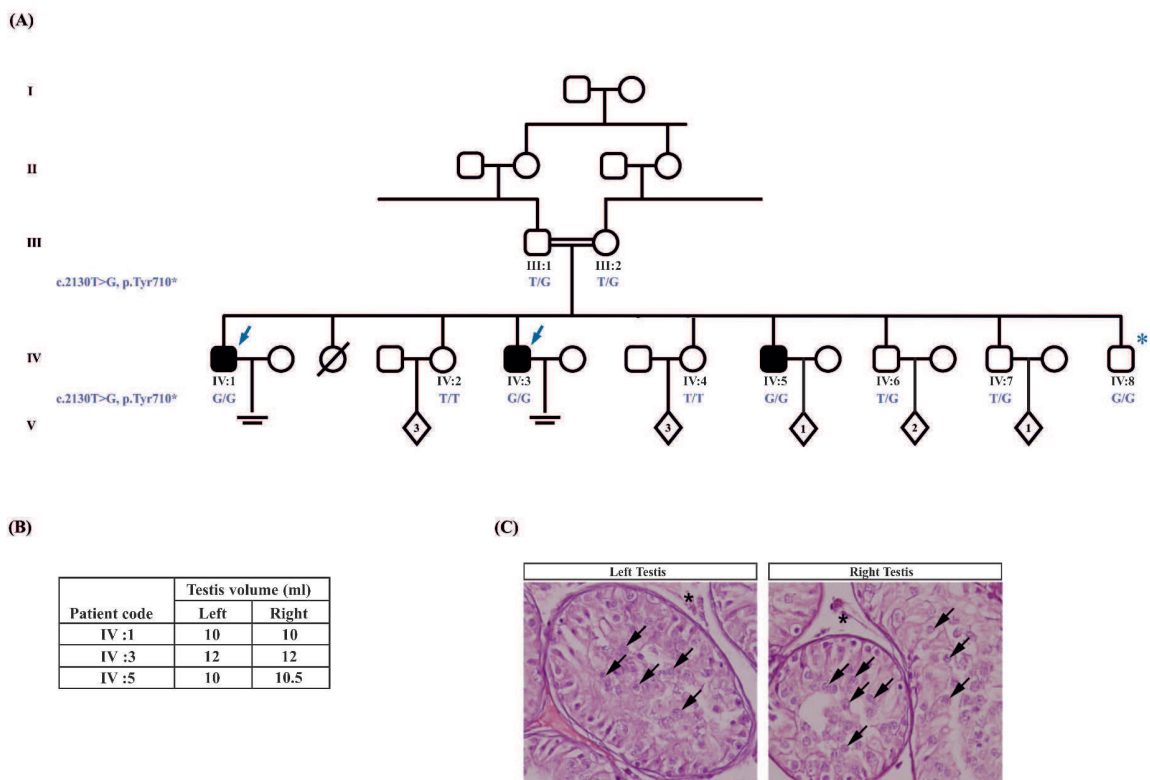 (A)
I
II
III
III:1 III:2
c.2130T>G, p.Tyr710* T/G T/G
IV *
IV:1 IV:2 IV:3 IV:4 IV:5 IV:6 IV:7 IV:8
c.2130T>G, p.Tyr710* G/G T/T G/G T/T G/G T/G T/G G/G
V 3 3 1 2 1
(B)
Testis volume (ml)
Patient code Left Right
IV :1 10 10
IV :3 12 12
IV :5 10 10.5
(C)
Left Testis Right Testis
* *